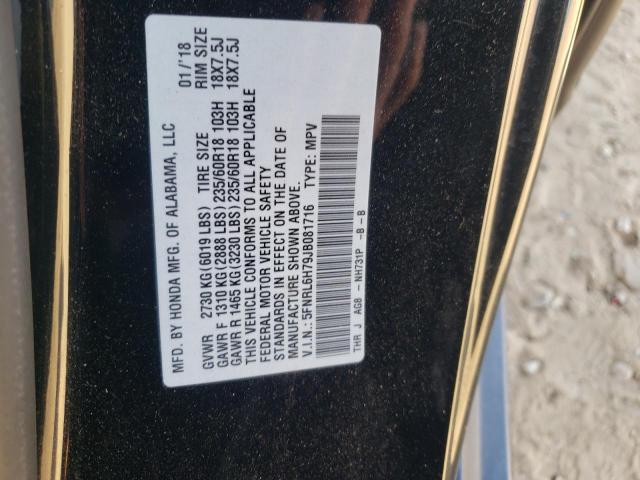 MFD. BY HONDA MFG. OF ALABAMA, LLC 01/'18
GVWR 2730 KG(6019 LBS) TIRE SIZE RIM SIZE
GAWR F 1310 KG(2888 LBS)235/60R18 103H 18X7.5J
GAWR R 1465 KG(3230 LBS)235/60R18 103H 18X7.5J
THIS VEHICLE CONFORMS TO ALL APPLICABLE
FEDERAL MOTOR VEHICLE SAFETY
STANDARDS IN EFFECT ON THE DATE OF
MANUFACTURE SHOWN ABOVE.
V.I.N.: 5FNRL6H79JB081716 TYPE: MPV
THR J AGB - NH731P -B -B